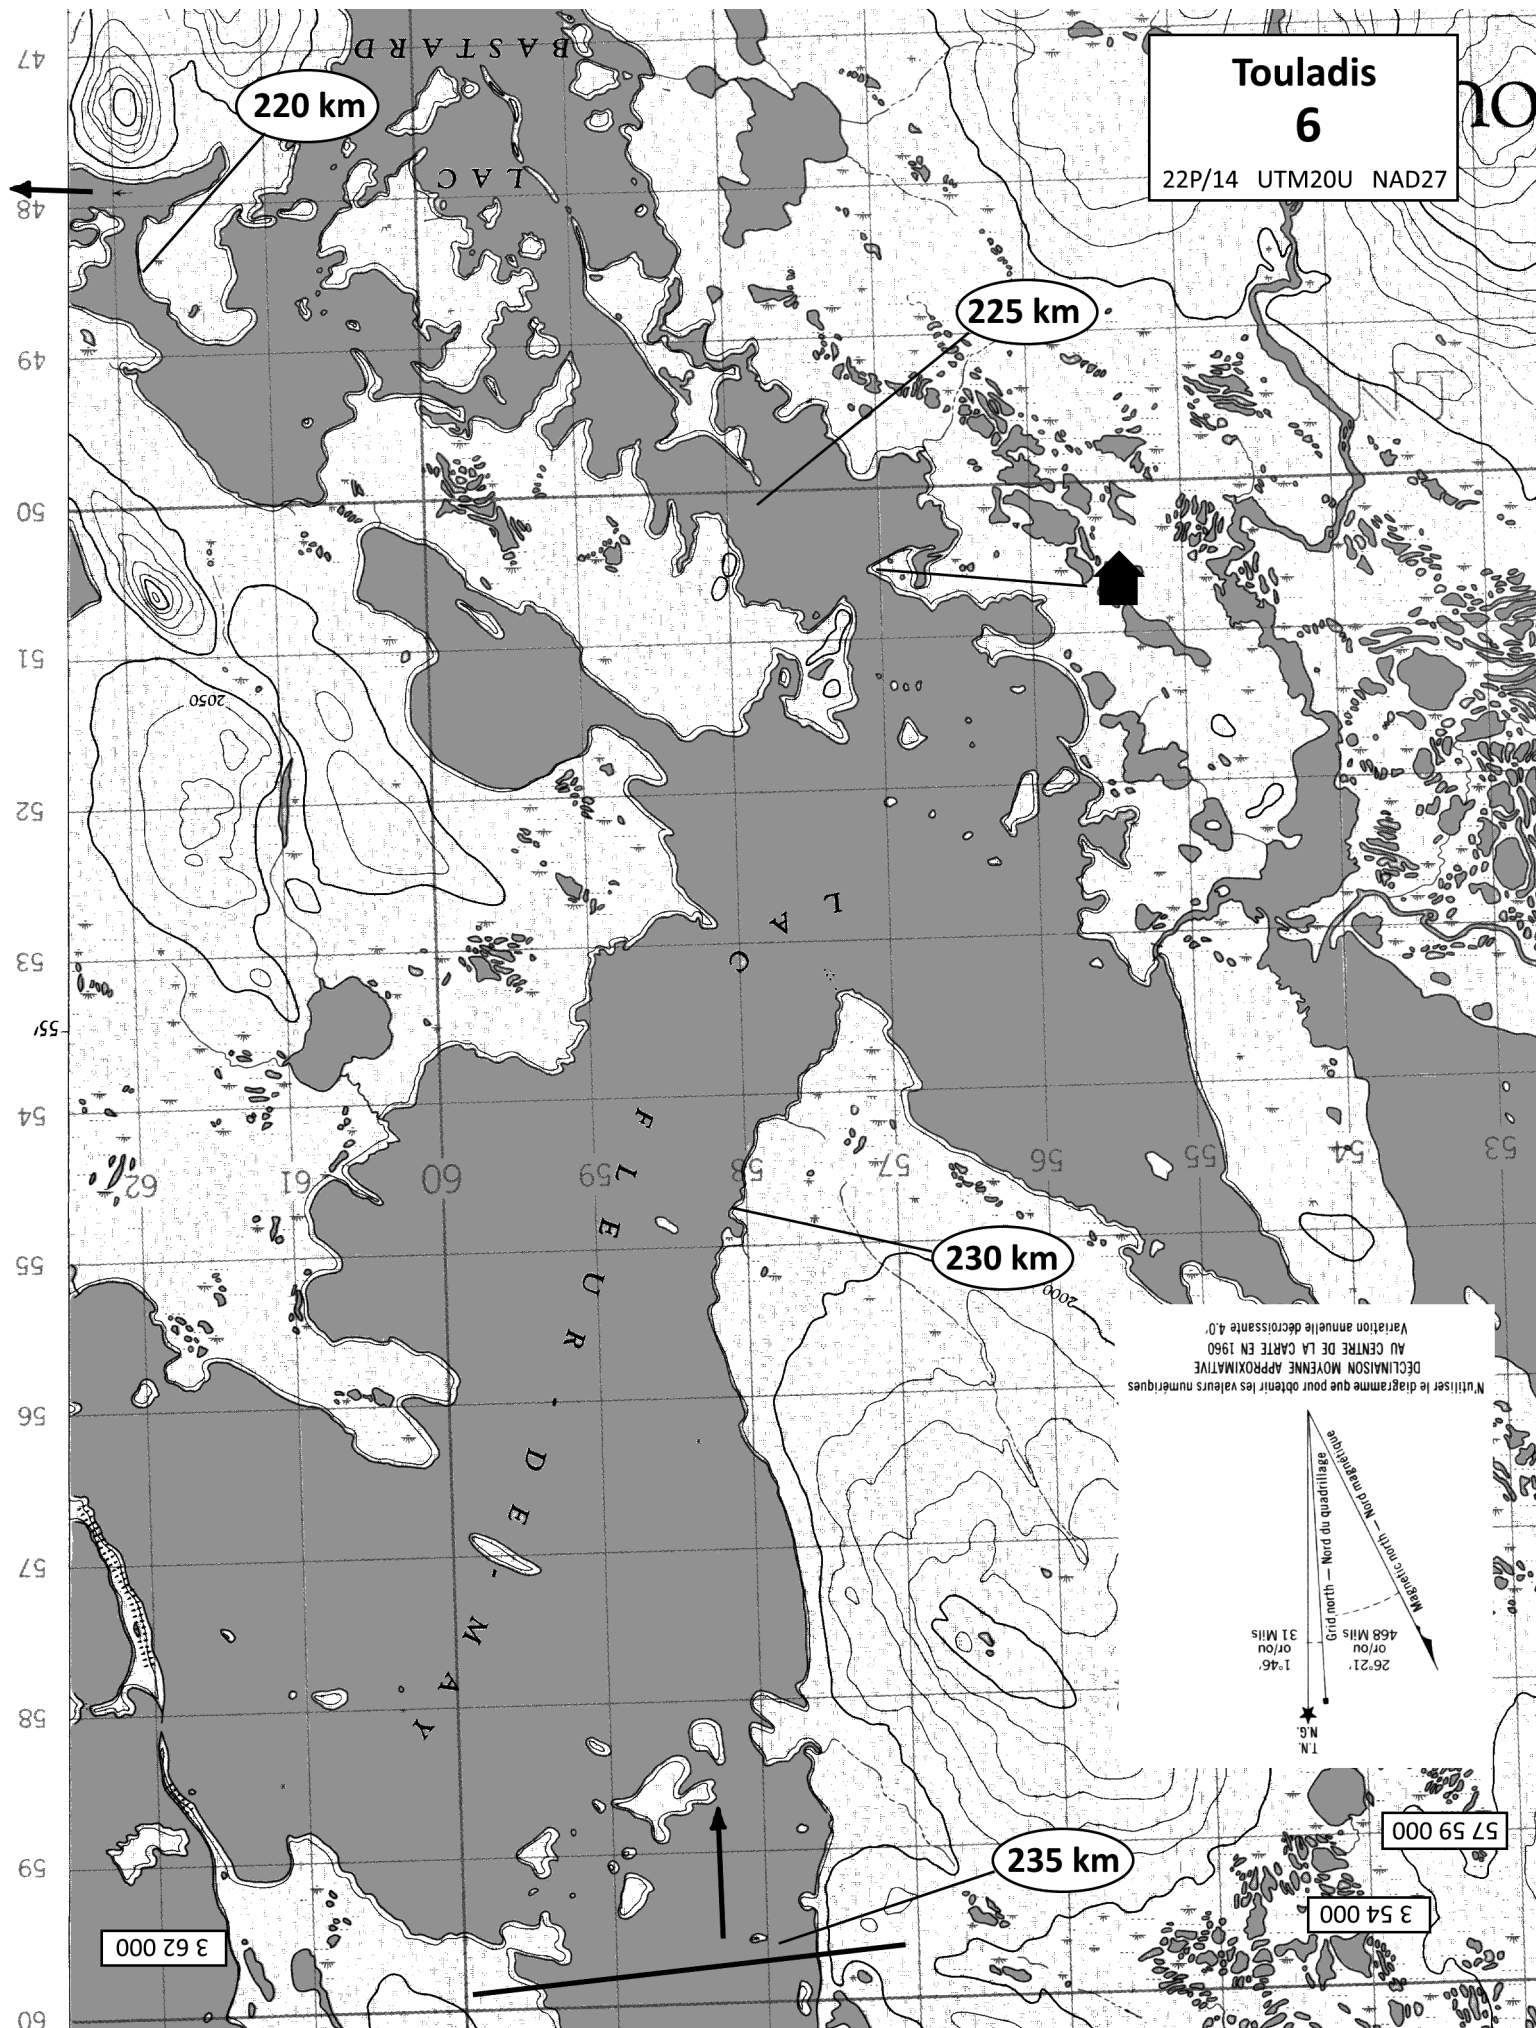 Touladis
6
22P/14 UTM20U NAD27
no
BASTARD
LAC
220 km
225 km
230 km
235 km
47
48
49
50
51
52
53
55'
54
55
56
57
58
59
60
2050
2000
LAC
FLEUR-DE-MAY
62
61
60
59
58
57
56
55
54
53
N'utiliser le diagramme que pour obtenir les valeurs numériques
DÉCLINAISON MOYENNE APPROXIMATIVE
AU CENTRE DE LA CARTE EN 1960
Variation annuelle décroissante 4.0'
Grid north — Nord du quadrillage
Magnetic north — Nord magnétique
1°46'
or/ou
31 Mils
26°21'
or/ou
468 Mils
T.N.
N.G.
57 59 000
3 54 000
3 62 000